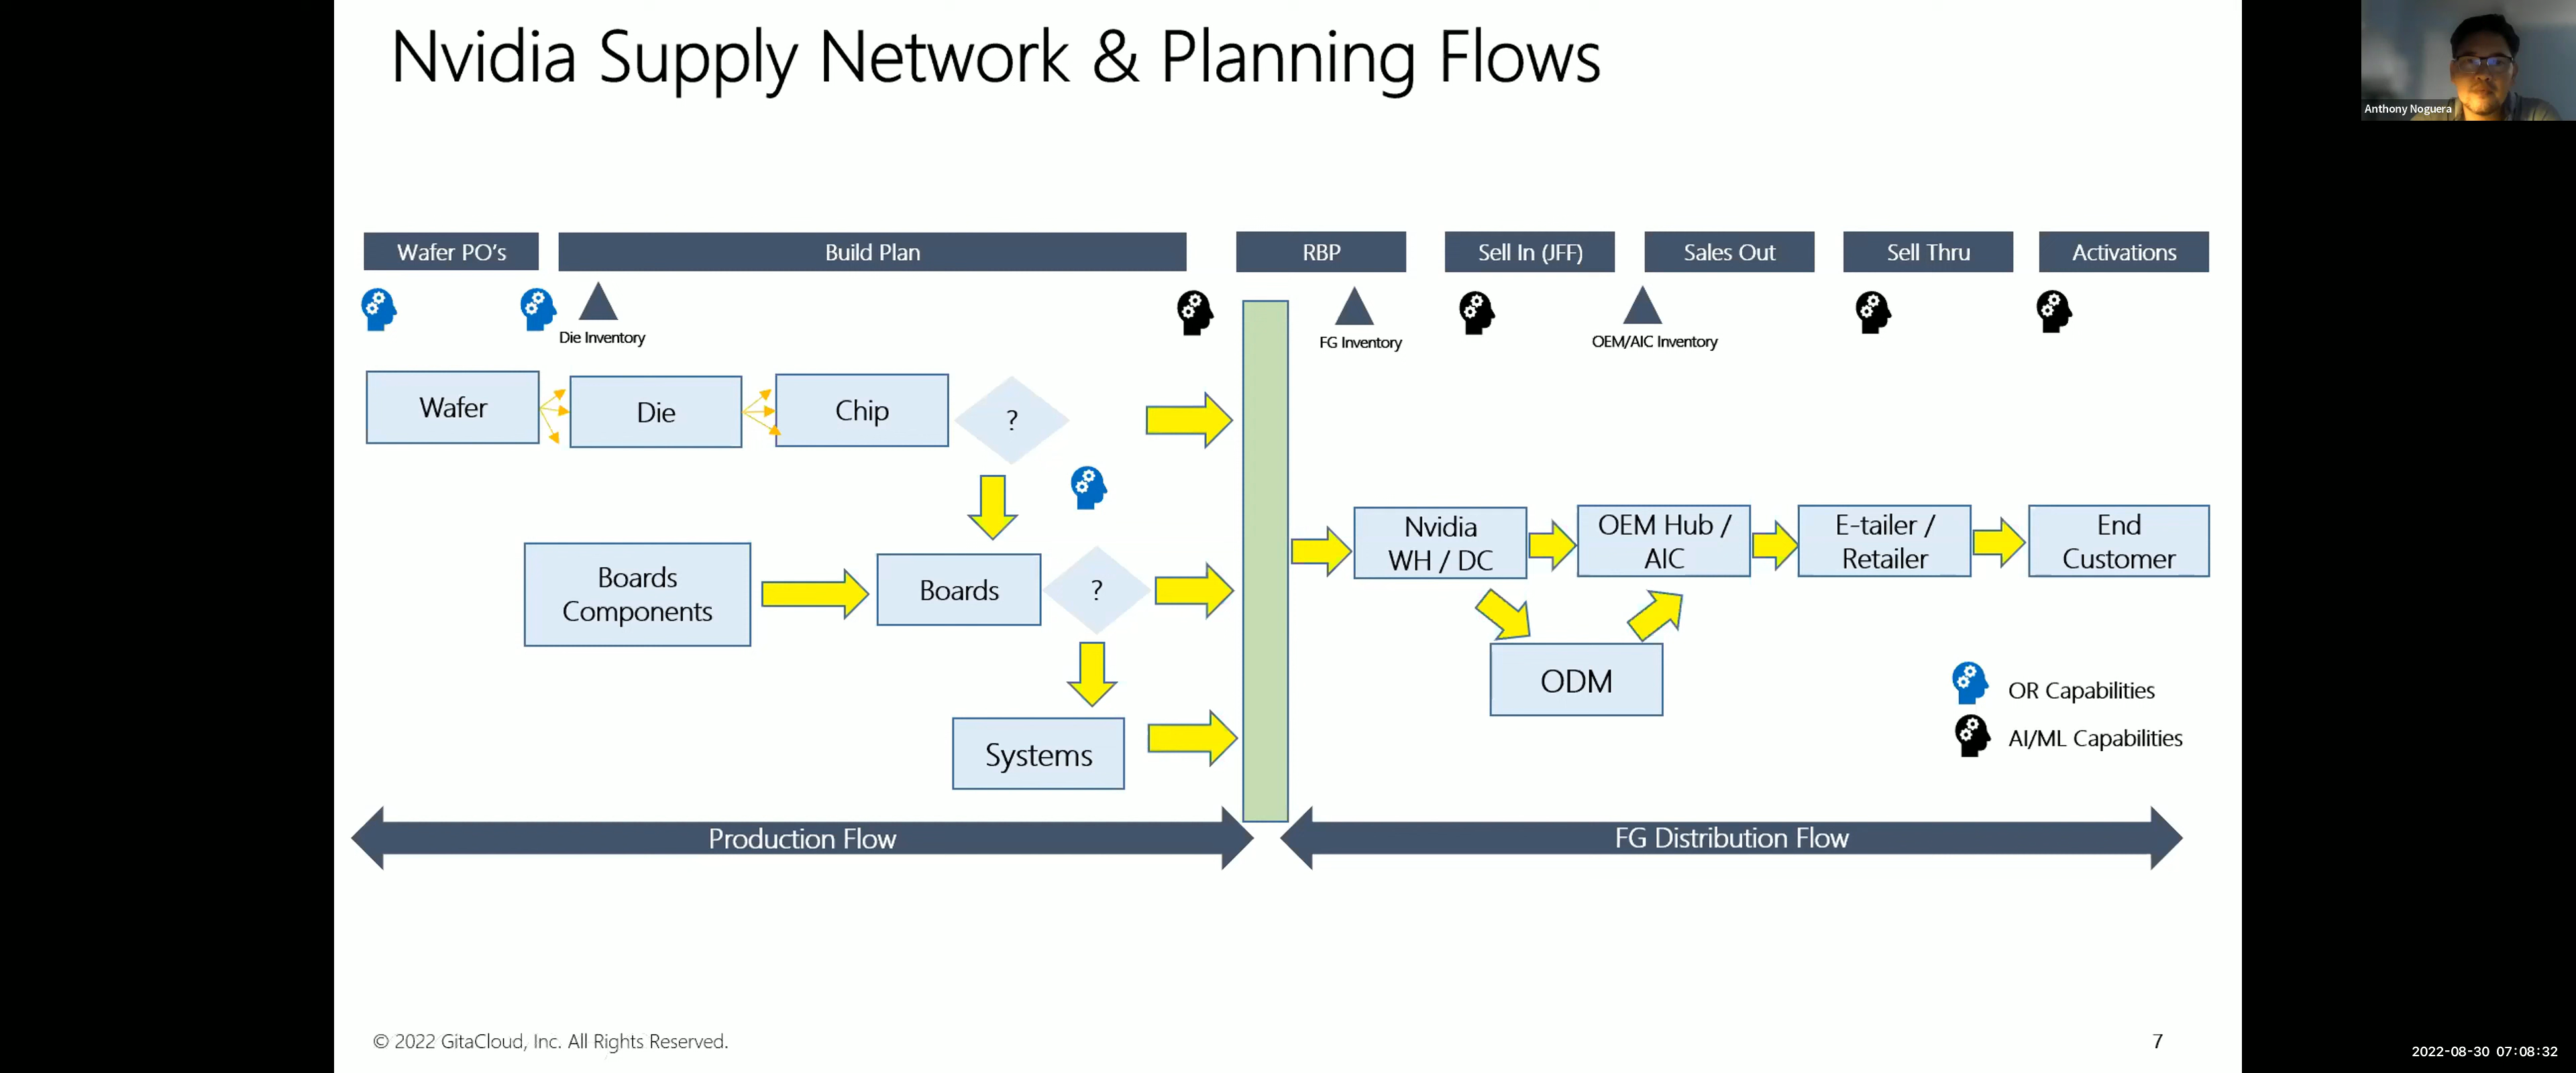 Nvidia Supply Network & Planning Flows
Anthony Noguera
Wafer PO's
Build Plan
RBP
Sell In (JFF)
Sales Out
Sell Thru
Activations
Die Inventory
FG Inventory
OEM/AIC Inventory
Wafer
Die
Chip
?
Boards
Components
Boards
?
Systems
Nvidia
WH / DC
OEM Hub /
AIC
E-tailer /
Retailer
End
Customer
ODM
OR Capabilities
AI/ML Capabilities
Production Flow
FG Distribution Flow
© 2022 GitaCloud, Inc. All Rights Reserved.
7
2022-08-30 07:08:32